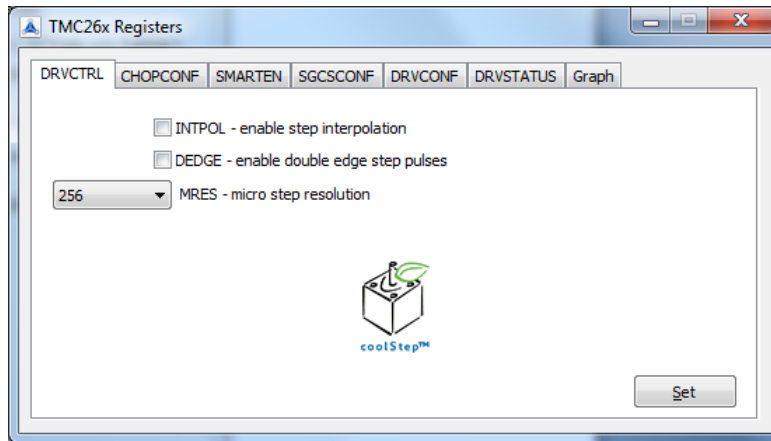 TMC26x Registers
DRVCTRL CHOPCONF SMARTEN SGCSCONF DRVCONF DRVSTATUS Graph
INTPOL - enable step interpolation
DEDGE - enable double edge step pulses
256 MRES - micro step resolution
coolStep™
Set